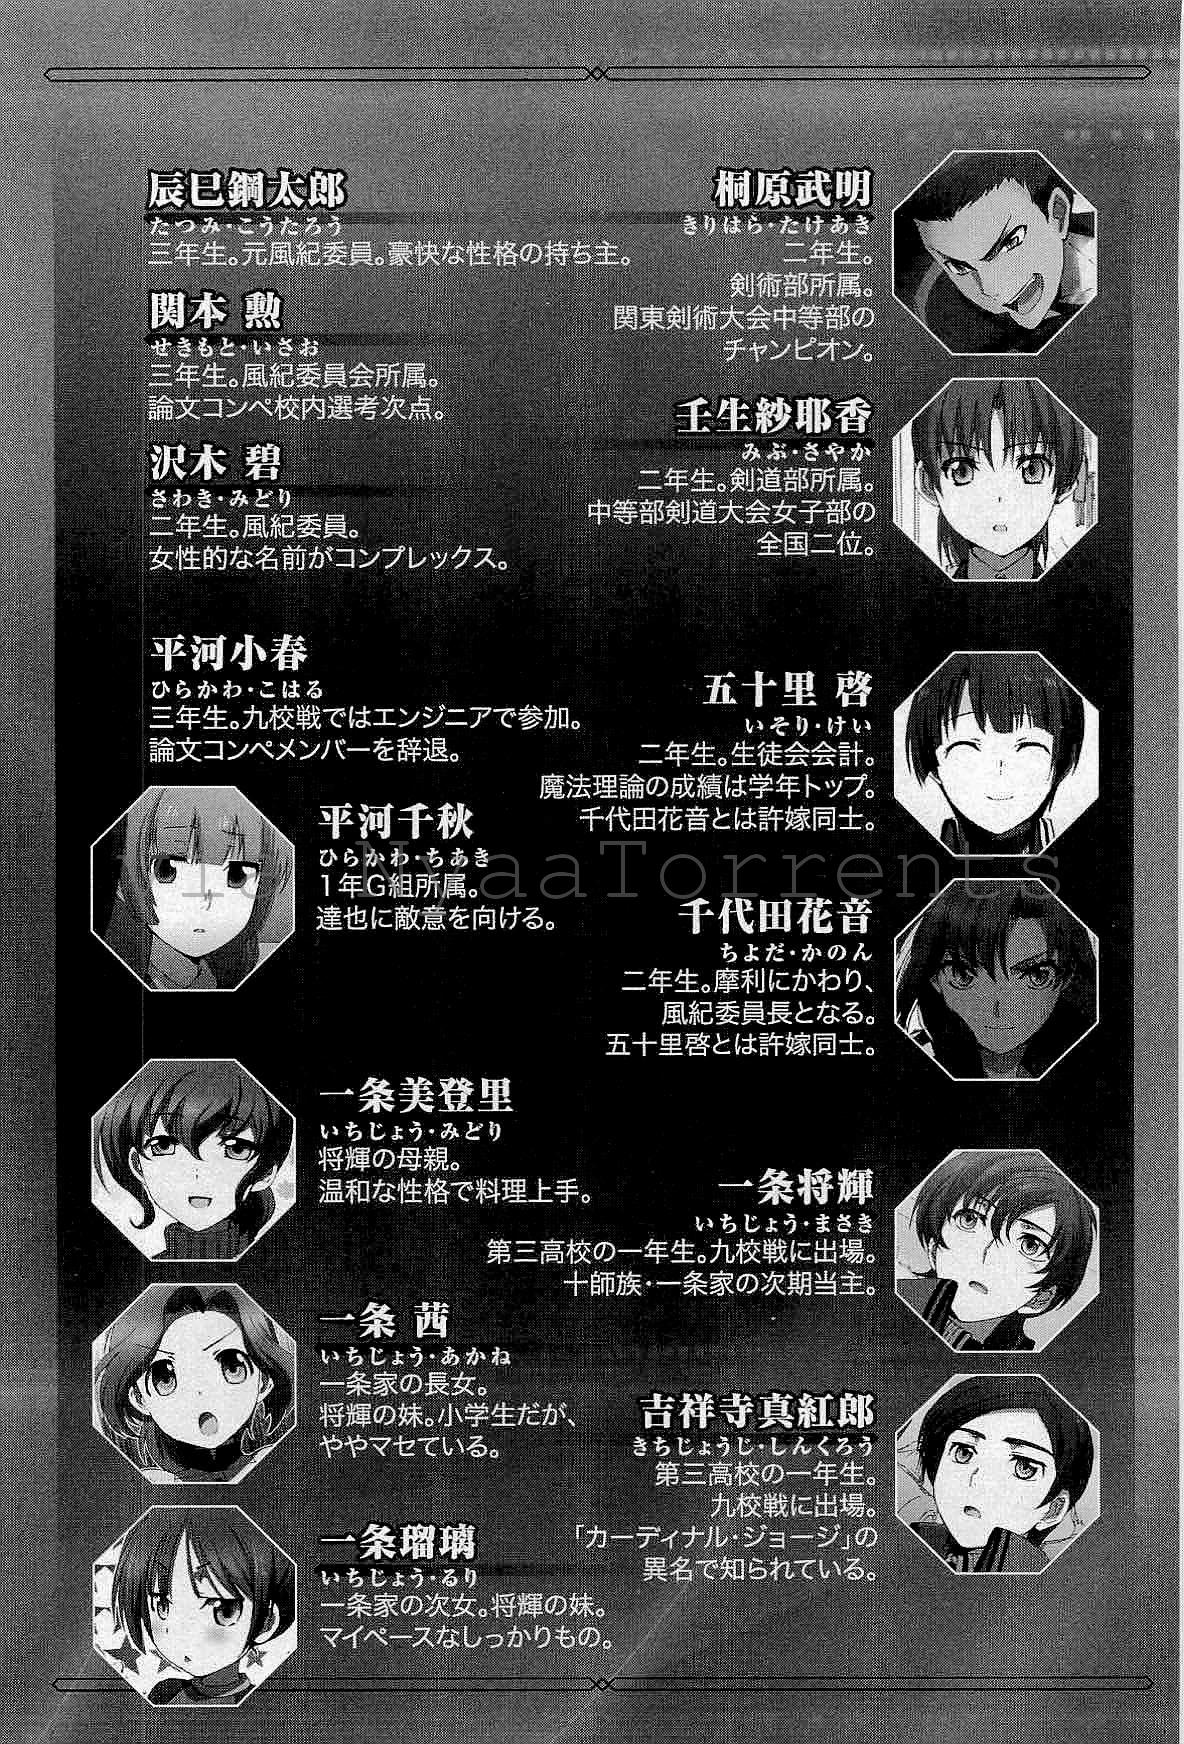 辰巳鋼太郎
たつみ・こうたろう
三年生。元風紀委員。豪快な性格の持ち主。
関本 勲
せきもと・いさお
三年生。風紀委員会所属。
論文コンペ校内選考次点。
沢木 碧
さわき・みどり
二年生。風紀委員。
女性的な名前がコンプレックス。
平河小春
ひらかわ・こはる
三年生。九校戦ではエンジニアで参加。
論文コンペメンバーを辞退。
平河千秋
ひらかわ・ちあき
1年G組所属。
達也に敵意を向ける。
一条美登里
いちじょう・みどり
将輝の母親。
温和な性格で料理上手。
一条 茜
いちじょう・あかね
一条家の長女。
将輝の妹。小学生だが、
ややマセている。
一条瑠璃
いちじょう・るり
一条家の次女。将輝の妹。
マイペースなしっかりもの。
桐原武明
きりはら・たけあき
二年生。
剣術部所属。
関東剣術大会中等部の
チャンピオン。
壬生紗耶香
みぶ・さやか
二年生。剣道部所属。
中等部剣道大会女子部の
全国二位。
五十里 啓
いそり・けい
二年生。生徒会会計。
魔法理論の成績は学年トップ。
千代田花音とは許嫁同士。
千代田花音
ちよだ・かのん
二年生。摩利にかわり、
風紀委員長となる。
五十里啓とは許嫁同士。
一条将輝
いちじょう・まさき
第三高校の一年生。九校戦に出場。
十師族・一条家の次期当主。
吉祥寺真紅郎
きちじょうじ・しんくろう
第三高校の一年生。
九校戦に出場。
「カーディナル・ジョージ」の
異名で知られている。
NyaaTorrents